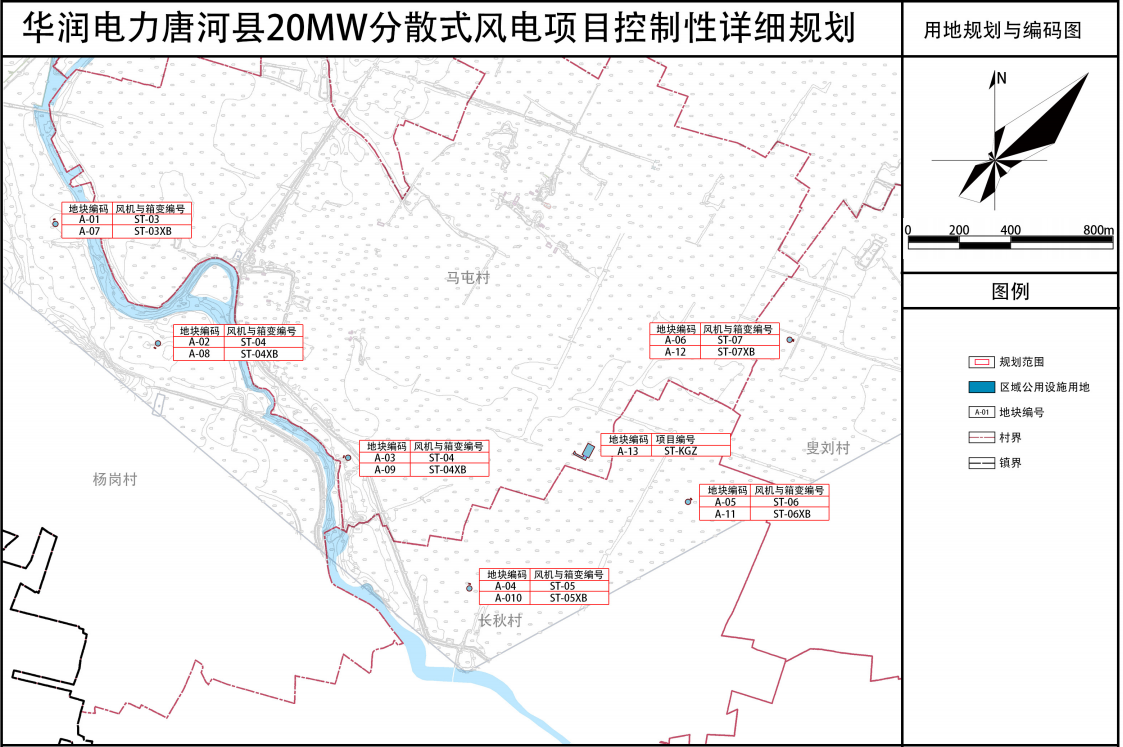 华润电力唐河县20MW分散式风电项目控制性详细规划
用地规划与编码图
N
0 200 400 800m
图例
规划范围
区域公用设施用地
A-01 地块编号
村界
镇界
地块编码 风机与箱变编号
A-01 ST-03
A-07 ST-03XB
马屯村
地块编码 风机与箱变编号
A-02 ST-04
A-08 ST-04XB
地块编码 风机与箱变编号
A-06 ST-07
A-12 ST-07XB
地块编码 风机与箱变编号
A-03 ST-04
A-09 ST-04XB
地块编码 项目编号
A-13 ST-KGZ
叟刘村
杨岗村
地块编码 风机与箱变编号
A-05 ST-06
A-11 ST-06XB
地块编码 风机与箱变编号
A-04 ST-05
A-010 ST-05XB
长秋村